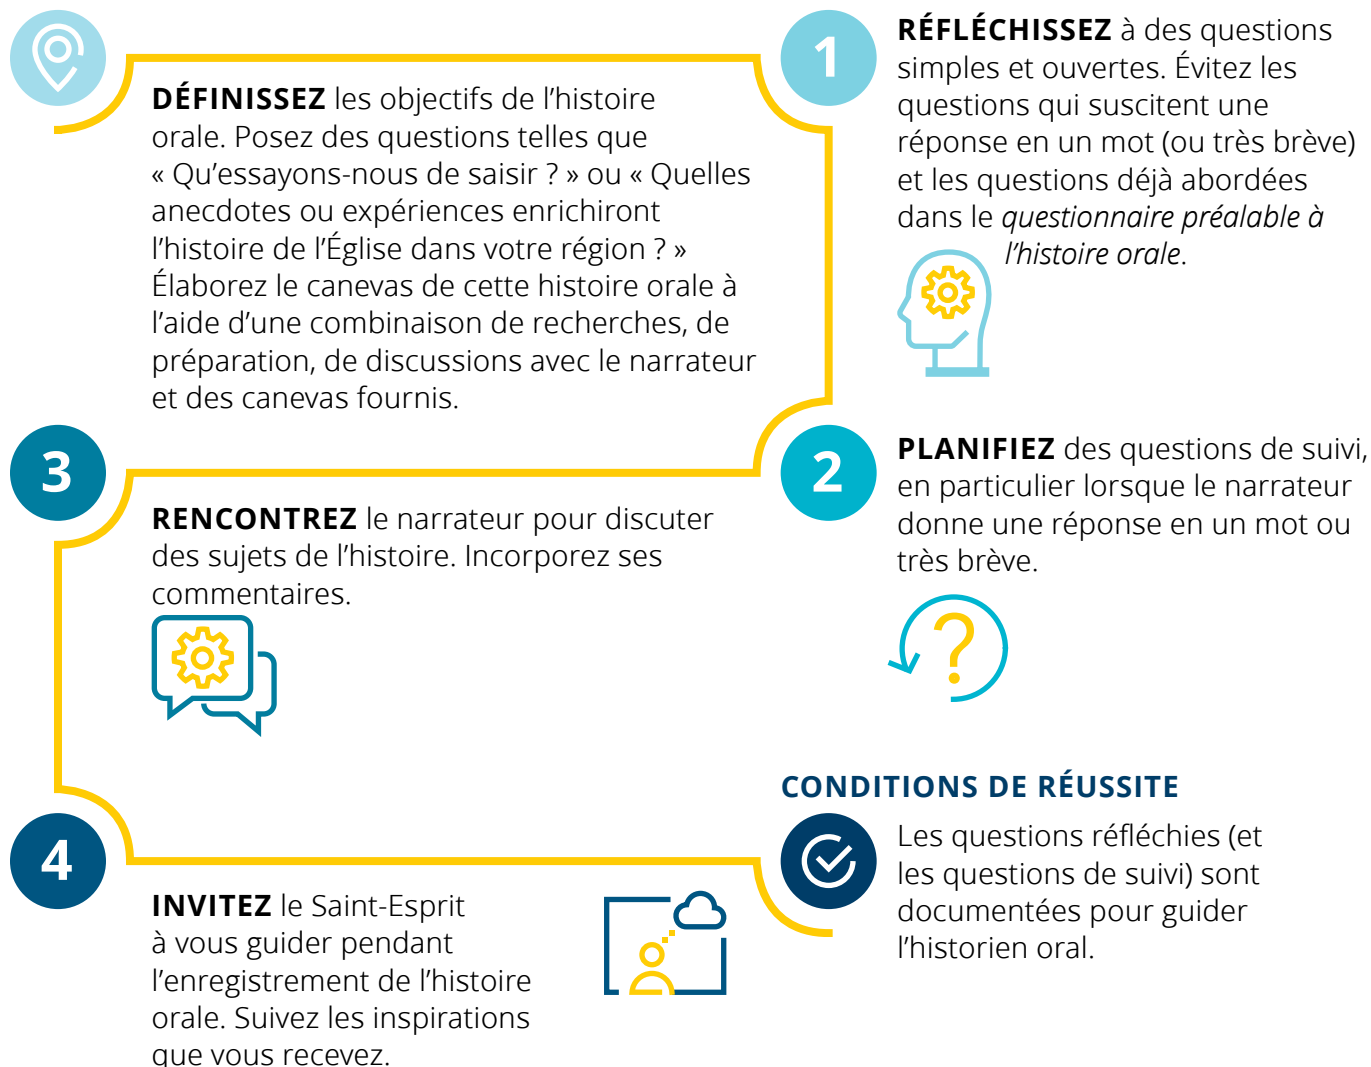 DÉFINISSEZ les objectifs de l’histoire
orale. Posez des questions telles que
« Qu’essayons-nous de saisir ? » ou « Quelles
anecdotes ou expériences enrichiront
l’histoire de l’Église dans votre région ? »
Élaborez le canevas de cette histoire orale à
l’aide d’une combinaison de recherches, de
préparation, de discussions avec le narrateur
et des canevas fournis.
1
RÉFLÉCHISSEZ à des questions
simples et ouvertes. Évitez les
questions qui suscitent une
réponse en un mot (ou très brève)
et les questions déjà abordées
dans le questionnaire préalable à
l’histoire orale.
2
PLANIFIEZ des questions de suivi,
en particulier lorsque le narrateur
donne une réponse en un mot ou
très brève.
3
RENCONTREZ le narrateur pour discuter
des sujets de l’histoire. Incorporez ses
commentaires.
4
INVITEZ le Saint-Esprit
à vous guider pendant
l’enregistrement de l’histoire
orale. Suivez les inspirations
que vous recevez.
CONDITIONS DE RÉUSSITE
Les questions réfléchies (et
les questions de suivi) sont
documentées pour guider
l’historien oral.